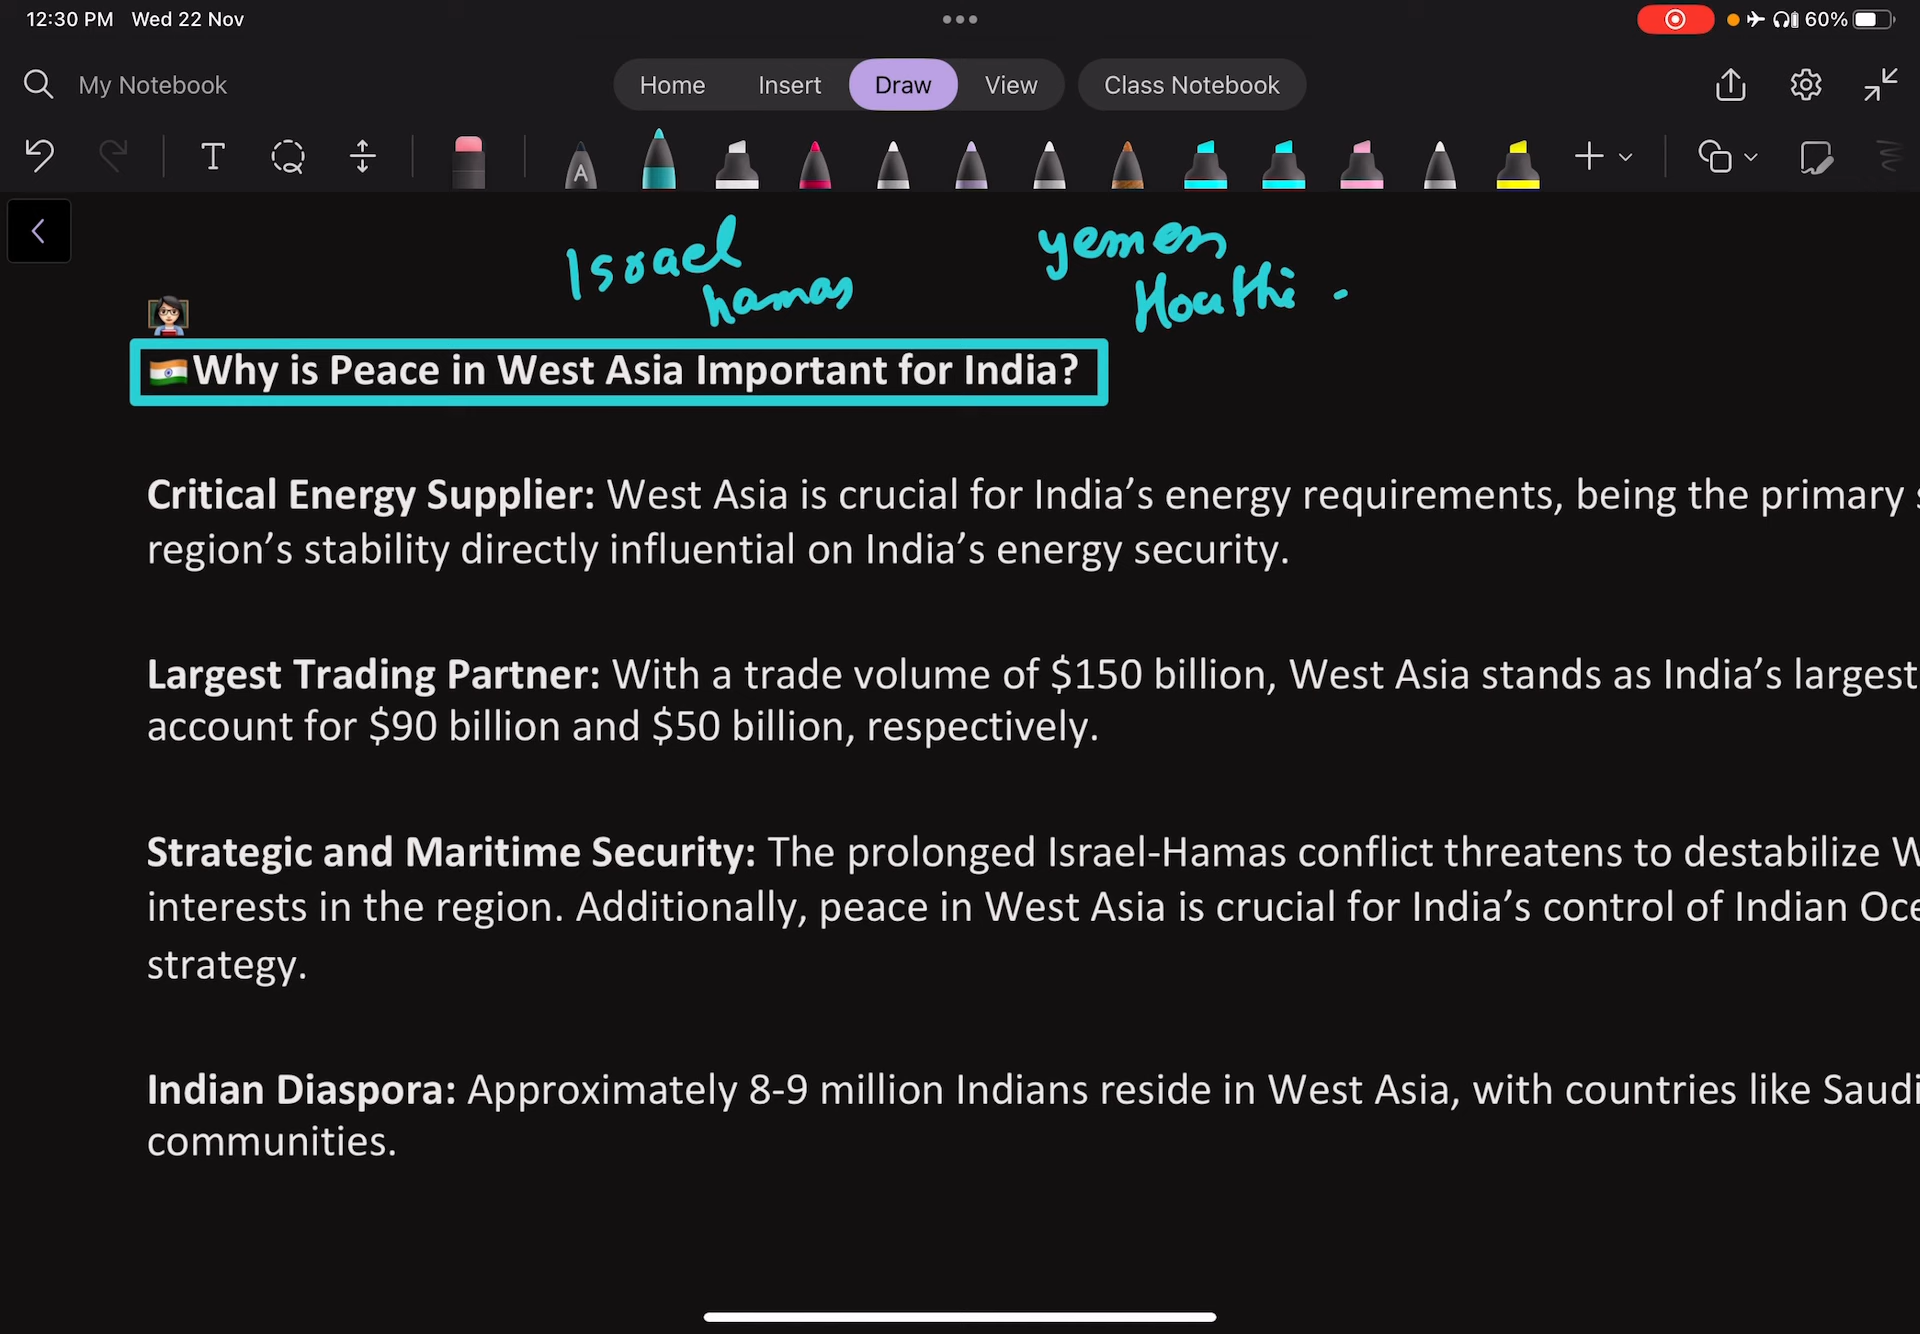 12:30 PM Wed 22 Nov
60%
My Notebook
Home Insert Draw View Class Notebook
T
A
Israel
hamas
yemen
Houthi .
Why is Peace in West Asia Important for India?
Critical Energy Supplier: West Asia is crucial for India’s energy requirements, being the primary
region’s stability directly influential on India’s energy security.
Largest Trading Partner: With a trade volume of $150 billion, West Asia stands as India’s largest
account for $90 billion and $50 billion, respectively.
Strategic and Maritime Security: The prolonged Israel-Hamas conflict threatens to destabilize W
interests in the region. Additionally, peace in West Asia is crucial for India’s control of Indian Oce
strategy.
Indian Diaspora: Approximately 8-9 million Indians reside in West Asia, with countries like Saudi
communities.